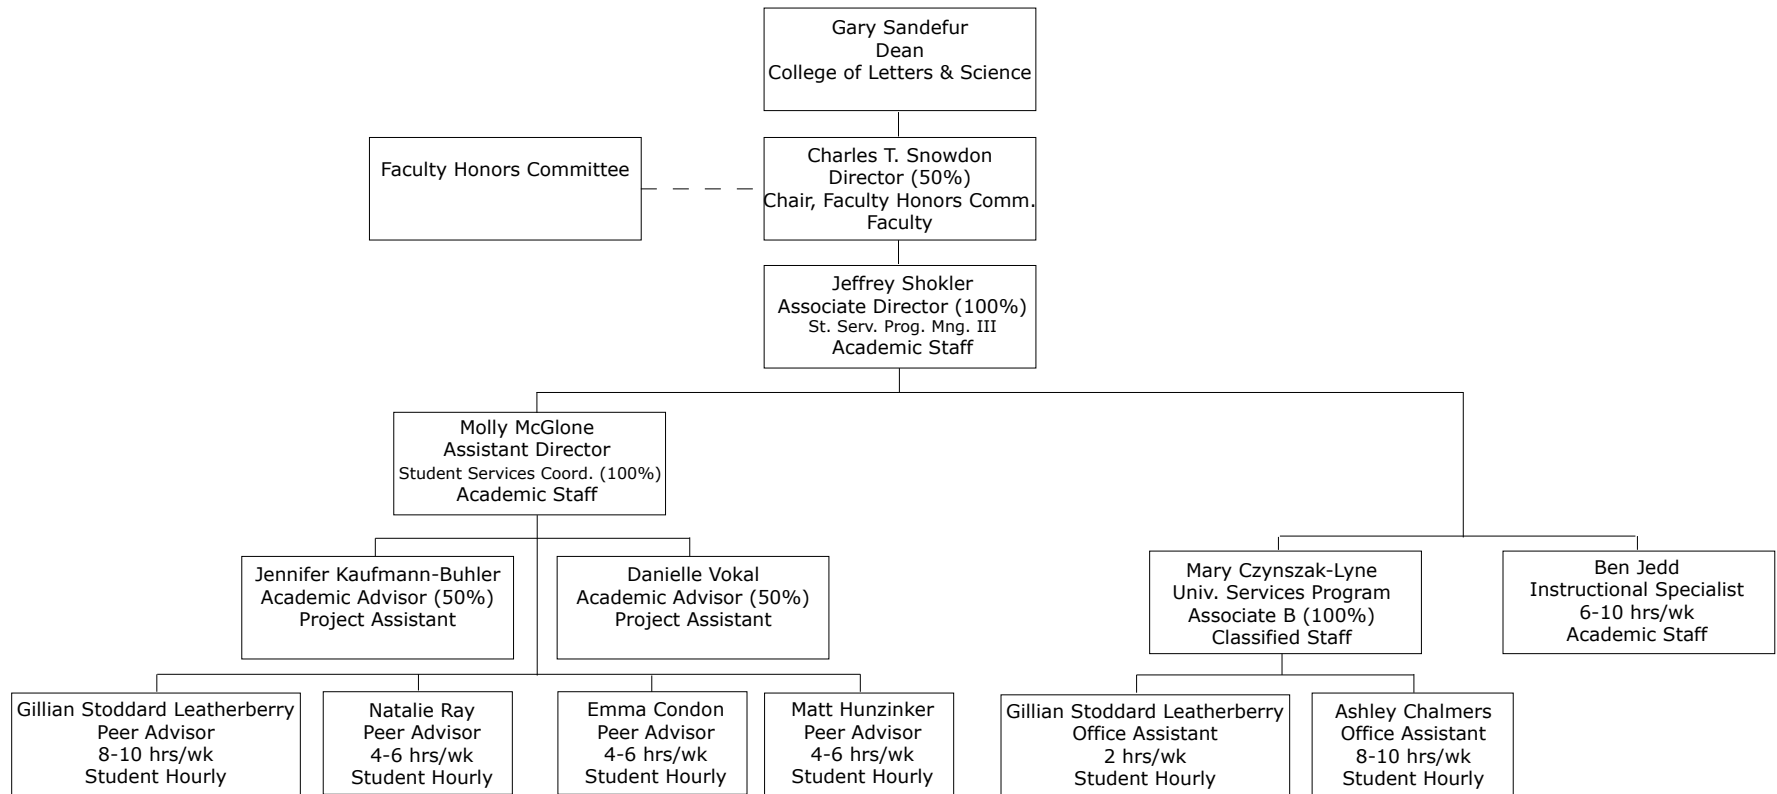 Gary Sandefur
Dean
College of Letters & Science
Faculty Honors Committee
Charles T. Snowdon
Director (50%)
Chair, Faculty Honors Comm.
Faculty
Jeffrey Shokler
Associate Director (100%)
St. Serv. Prog. Mng. III
Academic Staff
Molly McGlone
Assistant Director
Student Services Coord. (100%)
Academic Staff
Jennifer Kaufmann-Buhler
Academic Advisor (50%)
Project Assistant
Danielle Vokal
Academic Advisor (50%)
Project Assistant
Mary Czynszak-Lyne
Univ. Services Program
Associate B (100%)
Classified Staff
Ben Jedd
Instructional Specialist
6-10 hrs/wk
Academic Staff
Gillian Stoddard Leatherberry
Peer Advisor
8-10 hrs/wk
Student Hourly
Natalie Ray
Peer Advisor
4-6 hrs/wk
Student Hourly
Emma Condon
Peer Advisor
4-6 hrs/wk
Student Hourly
Matt Hunzinker
Peer Advisor
4-6 hrs/wk
Student Hourly
Gillian Stoddard Leatherberry
Office Assistant
2 hrs/wk
Student Hourly
Ashley Chalmers
Office Assistant
8-10 hrs/wk
Student Hourly